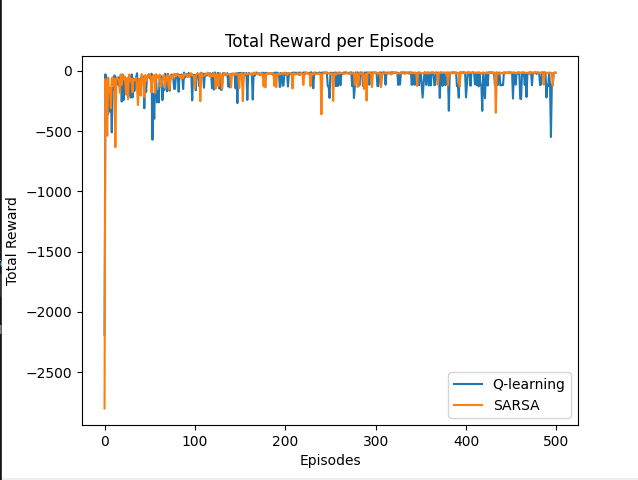 Total Reward per Episode
Total Reward
0
−500
−1000
−1500
−2000
−2500
0 100 200 300 400 500
Episodes
Q-learning
SARSA